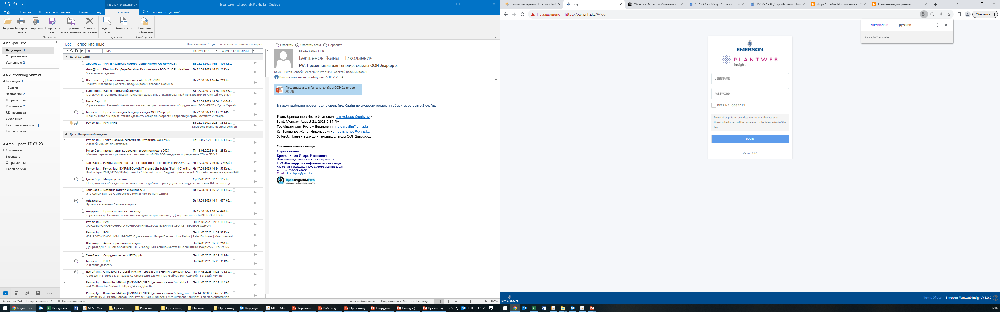 Работа с вложениями
Входящие - a.kurochkin@pnhz.kz - Outlook
Файл Главная Отправка и получение Папка Вид Вложения Что вы хотите сделать?
Открыть Быстрая печать Отправить Сохранить как Сохранить все вложения Удалить вложение Выделить все Копировать Показать сообщение
Действия Выделение Сообщение
Избранное
Входящие 1
Отправленные
Удаленные 2
a.kurochkin@pnhz.kz
Входящие 1
Заявки
Черновики [2]
Отправленные
Удаленные 2
RSS-подписки
Исходящие
Нежелательная почта [1]
Папки поиска
Archiv_рост_17_03_23
Удаленные
Входящие
Отправленные
Папки поиска
Все Непрочитанные
Поиск в папке "... из текущего почтового ящика
ОТ ТЕМА ПОЛУЧЕНО РАЗМЕР КАТЕГОРИИ
Дата: Сегодня
Хвостов ... (№148) Заявка в лабораторию Инком СА АРМКО.rtf Вт 22.08.2023 16:51 100 Кб...
docs@km... DirectumRX. Доработайте: Исх. письмо в ТОО "AVC Production... Вт 22.08.2023 16:45 26 Кба...
У вас новое задание.
Шептенк... ДП по взаимодействию с АКС ТОО ЭЛМТГ Вт 22.08.2023 16:44 219 Кб...
Жанат Николаевич, Алексей Владимирович спасибо большое!
Курочкин... Ваш сканируемый документ Вт 22.08.2023 15:36 110 Кб...
К этому электронному письму приложен документ, отсканированный пользователем Алексей Курочкин
Гуков Сер... 11 Вт 22.08.2023 14:06 2 Мбайт
С уважением, Главный специалист по инспекции статического оборудования ТОО «ПНХЗ» Гуков Сергей
Бекшено... Презентация для Ген.дир. слайды ООН 2вар.pptx Вт 22.08.2023 11:13 26 Мб...
В таком шаблоне презентацию сделайте. Слайд по скорости коррозии уберите, оставьте 2 слайда.
Pavlov, Ig... PWI_PNHZ Вт 22.08.2023 9:28 38 Кба...
Microsoft Teams meeting Join on
Дата: На прошлой неделе
Pavlov, Ig... Пуско-наладка системы мониторинга коррозии Пт 18.08.2023 16:11 104 Кб...
Алексей, Жанат, приветствую!
Гуков Сер... презентация коррозия первое полугодие 2023 Пт 18.08.2023 9:16 23 Кба...
Можно перевести с ржавянского что значит «В ГЛК БОВ внедрено определение ХПК и БПК» ?
Танабаев ... Работа министерства по коррозии за 1-ое полугодие 2023г_... Чт 17.08.2023 16:46 3 Мбайт
Pavlov, Ig... Pavlov, Igor [EMR/MSOL/ALMA] shared the folder "PWI_NIC" with... Чт 17.08.2023 14:24 57 Кба...
Pavlov, Igor [EMR/MSOL/ALMA] shared a folder with you Андрей, приветствую! Просьба заменить версию PWI
Гуков Сер... Матрица рисков Ср 16.08.2023 16:10 165 Кб...
Предложения обсуждения во вложении, + добавить риск упущения сосуда из перечня ТМ на этот год.
Танабаев ... матрица рисков и контролей Вт 15.08.2023 16:02 114 Кб...
Это сделал Виктор Островерхов может что-то пригодится
Айдаргал... Вт 15.08.2023 14:41 477 Кб...
Рустам, касательно Вашего вопроса.
Айдаргал... Протокол по Сокольскому Вт 15.08.2023 10:24 440 Кб...
С уважением, Главный специалист по администрированию, Департамента ОНиМЦ ТОО «ПНХЗ»
Pavlov, Ig... PWI Пн 14.08.2023 14:47 111 Кб...
ЗОНД ER КОРРОЗИОННОГО КОНТРОЛЯ НИЗКОГО ДАВЛЕНИЯ В СБОРКЕ - БЕСПРОВОДНОЙ
Pavlov, Ig... PWI Пн 14.08.2023 14:39 37 Кба...
4391RA00WA3WM1IMM41TGC0ZZ С уважением, Игорь Павлов. Igor Pavlov | Sales Engineer | Measurement
Шарапид... Антикоррозионная защита Пн 14.08.2023 12:30 218 Кб...
Добрый день! К нам обратился ТОО «Завод ВМП Астана» касательно защитных покрытий. Ранее мы
Танабаев ... Сотрудничество с ИТКЭ.pptx Пн 14.08.2023 12:29 21 Мб...
Бекшено... ИТКЭ Пн 14.08.2023 12:25 36 Кба...
2-й слайд делаете?
Шегай Ан... Отправка: готовый МРК по переработке НЕФТИ с рисками (00... Пн 14.08.2023 11:23 77 Кба...
Сообщение готово к отправке со следующим вложенным файлом или ссылкой: готовый МРК по
Pavlov, Ig... Bakaldin, Mikhail [EMR/MSOL/URAL] делится с вами "nic_std-v1.... Пн 14.08.2023 10:27 112 Кб...
Get Outlook for Android <https://aka.ms/ghei36>
Pavlov, Ig... Bakaldin, Mikhail [EMR/MSOL/URAL] делится с вами "inline_corr... Пн 14.08.2023 9:46 59 Кба...
С уважением, Игорь Павлов. Igor Pavlov | Sales Engineer | Measurement Solutions Emerson Automation
Ответить Ответить всем Переслать
Вт 22.08.2023 11:13
Бекшенов Жанат Николаевич
FW: Презентация для Ген.дир. слайды ООН 2вар.pptx
Кому Гуков Сергей Сергеевич; Курочкин Алексей Владимирович
Вы ответили на это сообщение 22.08.2023 14:15.
Презентация для Ген.дир. слайды ООН 2вар.pptx
26 MB
В таком шаблоне презентацию сделайте. Слайд по скорости коррозии уберите, оставьте 2 слайда.
From: Криволапов Игорь Иванович <i.krivolapov@pnhz.kz>
Sent: Monday, August 21, 2023 6:37 PM
To: Айдаргалин Рустам Берикович <r.aidargalin@pnhz.kz>
Cc: Бекшенов Жанат Николаевич <zh.bekshenov@pnhz.kz>
Subject: Презентация для Ген.дир. слайды ООН 2вар.pptx
Окончательные слайды.
С уважением,
Криволапов Игорь Иванович
Начальник отдела обеспечения надежности
ТОО «Павлодарский нефтехимический завод»
Казақстан, Павлодар, 140000, Химкомбинатовская, 1.
тел.: (+7 7182) 39-64-31
E-mail: i.krivolapov@pnhz.kz
ҚазМұнайГаз
Элементы: 244 Непрочитанные: 1 Напоминания: 6 Все папки обновлены. Подключено к: Microsoft Exchange 100%
Login - Go... Все датчик... MES - Mai... Проект Ревизия Презентац... Письма Презентац... Входящие ... MES - Mai... Управлен... Работа де... Презентац... Сотрудни... Слайды (0... Презентац... РУС 17:02
Точки измерения: График (T--4 Login Объект ОФ: Теплообменник сд 10.179.19.72/login?timeout=tru 10.179.19.80/login?timeout=tru Доработайте: Исх. письмо в ТО Найденные документы
Не защищено https://pwi.pnhz.kz/#/login Обновить
английский русский
Google Translate
EMERSON
PLANTWEB
insight
USERNAME
PASSWORD
KEEP ME LOGGED IN
Do not attempt to log on unless you are an authorized user.
Unauthorized access will be prosecuted to the fullest extent of the
law.
LOGIN
Version 3.0.0
EMERSON
Terms Of Use Emerson Plantweb Insight V 3.0.0
17:02